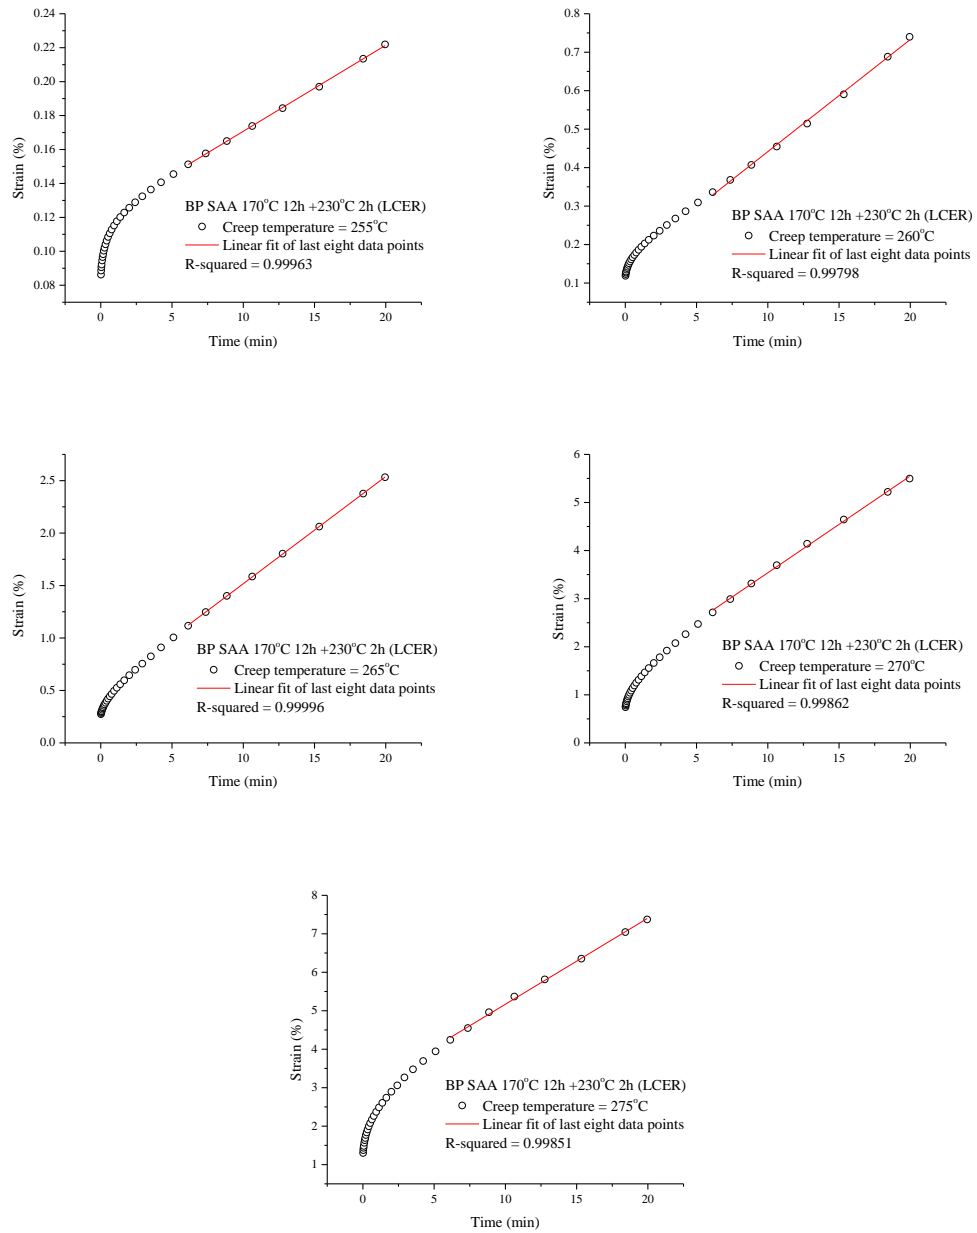 0.24
0.22
0.20
0.18
0.16
0.14
0.12
0.10
0.08
Strain (%)
BP SAA 170°C 12h +230°C 2h (LCER)
Creep temperature = 255°C
Linear fit of last eight data points
R-squared = 0.99963
0 5 10 15 20
Time (min)
0.8
0.7
0.6
0.5
0.4
0.3
0.2
0.1
Strain (%)
BP SAA 170°C 12h +230°C 2h (LCER)
Creep temperature = 260°C
Linear fit of last eight data points
R-squared = 0.99798
0 5 10 15 20
Time (min)
2.5
2.0
1.5
1.0
0.5
0.0
Strain (%)
BP SAA 170°C 12h +230°C 2h (LCER)
Creep temperature = 265°C
Linear fit of last eight data points
R-squared = 0.99996
0 5 10 15 20
Time (min)
6
5
4
3
2
1
0
Strain (%)
BP SAA 170°C 12h +230°C 2h (LCER)
Creep temperature = 270°C
Linear fit of last eight data points
R-squared = 0.99862
0 5 10 15 20
Time (min)
8
7
6
5
4
3
2
1
Strain (%)
BP SAA 170°C 12h +230°C 2h (LCER)
Creep temperature = 275°C
Linear fit of last eight data points
R-squared = 0.99851
0 5 10 15 20
Time (min)